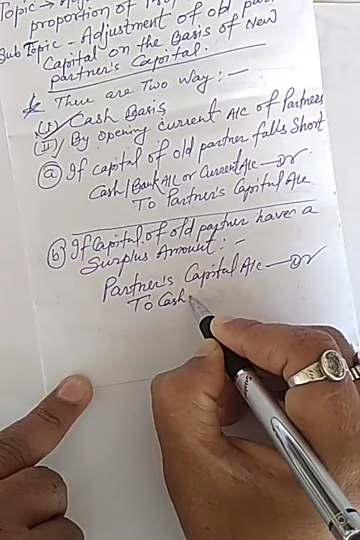 Topic →
proportion of
Sub Topic - Adjustment of old
Capital on the Basis of New
partner's Capital.
There are Two Way:-
(I) Cash Basis
(II) By opening current A/C of Partners
(a) If capital of old partner falls Short
Cash/Bank A/C or Current A/C — Dr
To Partner's Capital A/c
(b) If Capital of old partner haven a
Surplus Amount:-
Partner's Capital A/c — Dr
To Cash